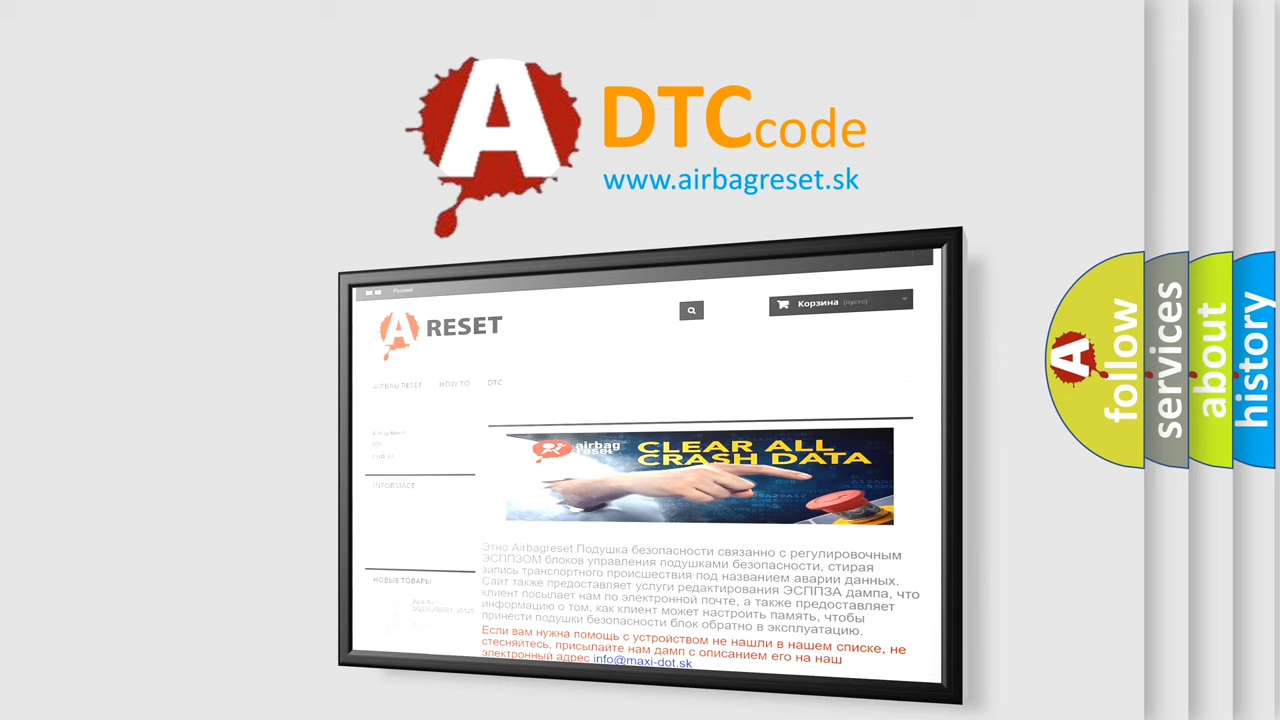 A
DTCcode
www.airbagreset.sk
Русский
A RESET
Корзина (пусто)
AIRBAG RESET HOW TO DTC
Airbag Reset
DTC
INFORMACE
airbag
reset
CLEAR ALL
CRASH DATA
Этно Airbagreset Подушка безопасности связанно с регулировочным
ЭСППЗОМ блоков управления подушками безопасности, стирая
запись транспортного происшествия под названием аварии данных.
Сайт также предоставляет услуги редактирования ЭСППЗА дампа, что
клиент посылает нам по электронной почте, а также предоставляет
информацию о том, как клиент может настроить память, чтобы
принести подушки безопасности блок обратно в эксплуатацию.
Если вам нужна помощь с устройством не нашли в нашем списке, не
стесняйтесь, присылайте нам дамп с описанием его на наш
электронный адрес info@maxi-dot.sk
НОВЫЕ ТОВАРЫ
A
follow
services
about
history